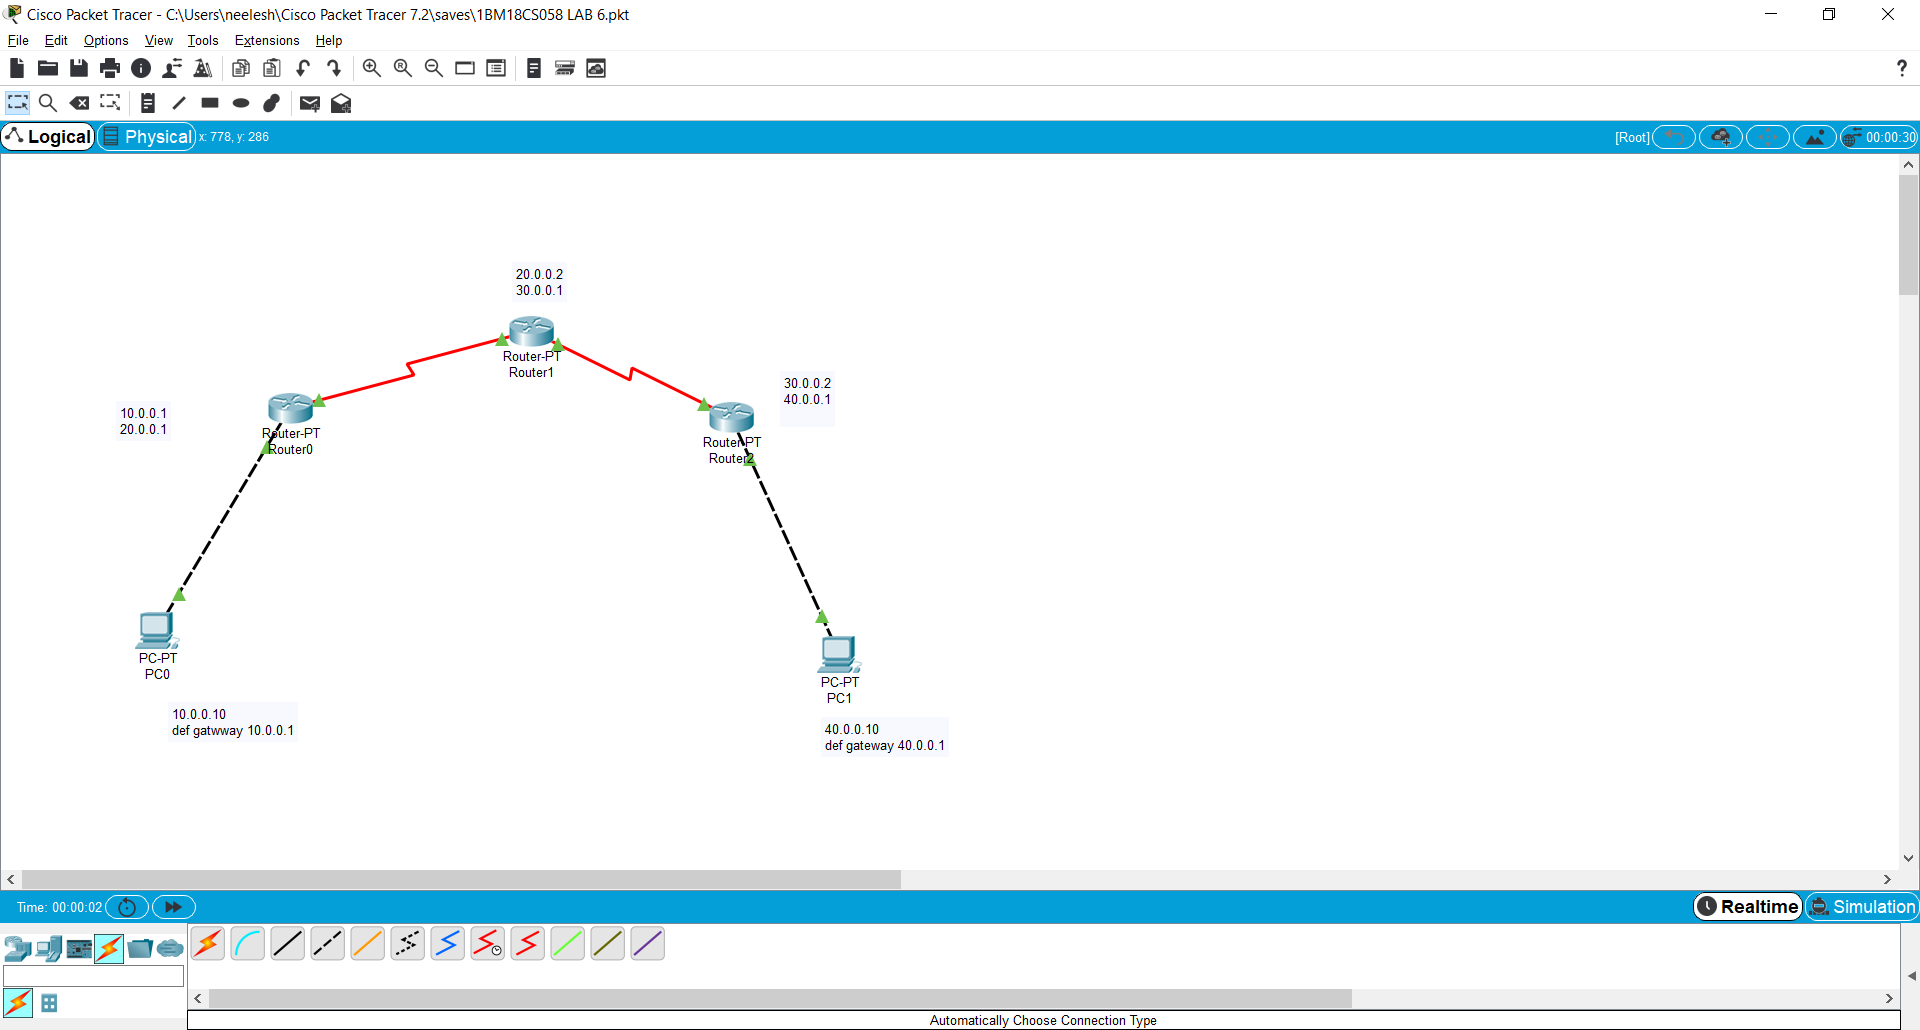 Cisco Packet Tracer - C:\Users\neelesh\Cisco Packet Tracer 7.2\saves\1BM18CS058 LAB 6.pkt
File Edit Options View Tools Extensions Help
?
Logical Physical x: 778, y: 286 [Root] 00:00:30
20.0.0.2
30.0.0.1
Router-PT
Router1
30.0.0.2
40.0.0.1
10.0.0.1
20.0.0.1
Router-PT
Router0
Router-PT
Router2
PC-PT
PC0
PC-PT
PC1
10.0.0.10
def gatwway 10.0.0.1
40.0.0.10
def gateway 40.0.0.1
Time: 00:00:02 Realtime Simulation
Automatically Choose Connection Type